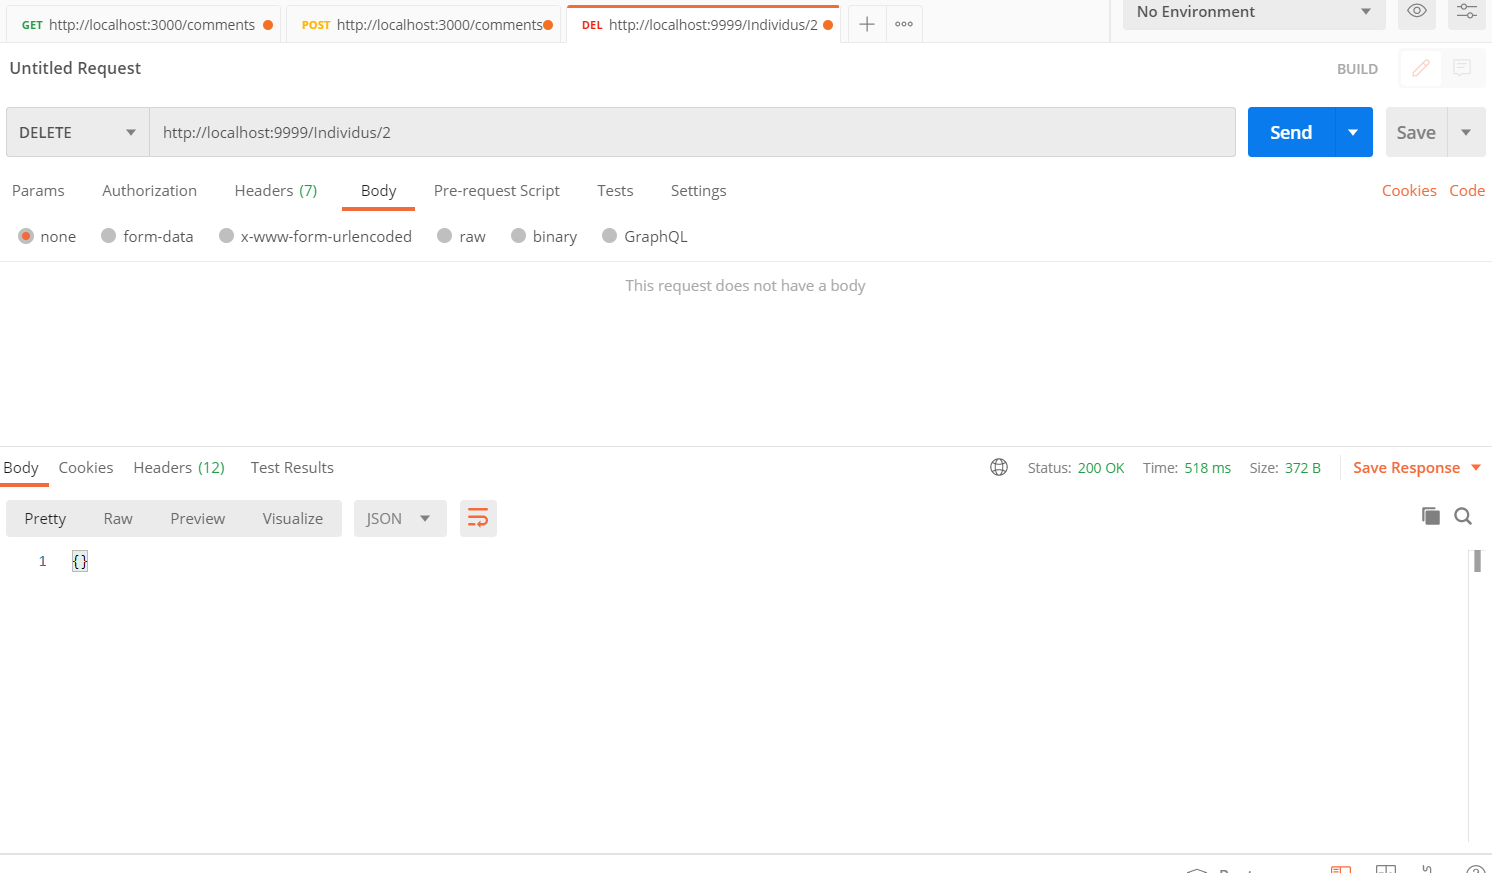 GET http://localhost:3000/comments POST http://localhost:3000/comments DEL http://localhost:9999/Individus/2 No Environment
Untitled Request BUILD
DELETE http://localhost:9999/Individus/2 Send Save
Params Authorization Headers (7) Body Pre-request Script Tests Settings Cookies Code
none form-data x-www-form-urlencoded raw binary GraphQL
This request does not have a body
Body Cookies Headers (12) Test Results Status: 200 OK Time: 518 ms Size: 372 B Save Response
Pretty Raw Preview Visualize JSON
1 {}